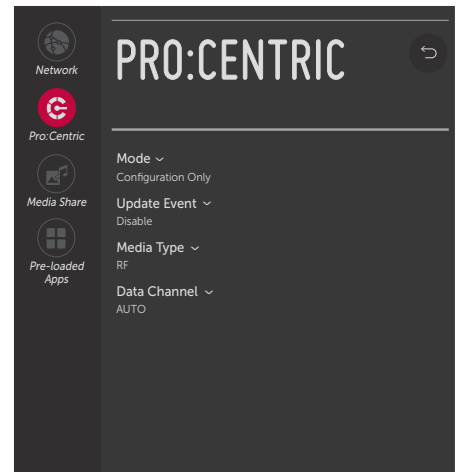 PRO:CENTRIC
Network
Pro:Centric
Media Share
Pre-loaded
Apps
Mode
Configuration Only
Update Event
Disable
Media Type
RF
Data Channel
AUTO